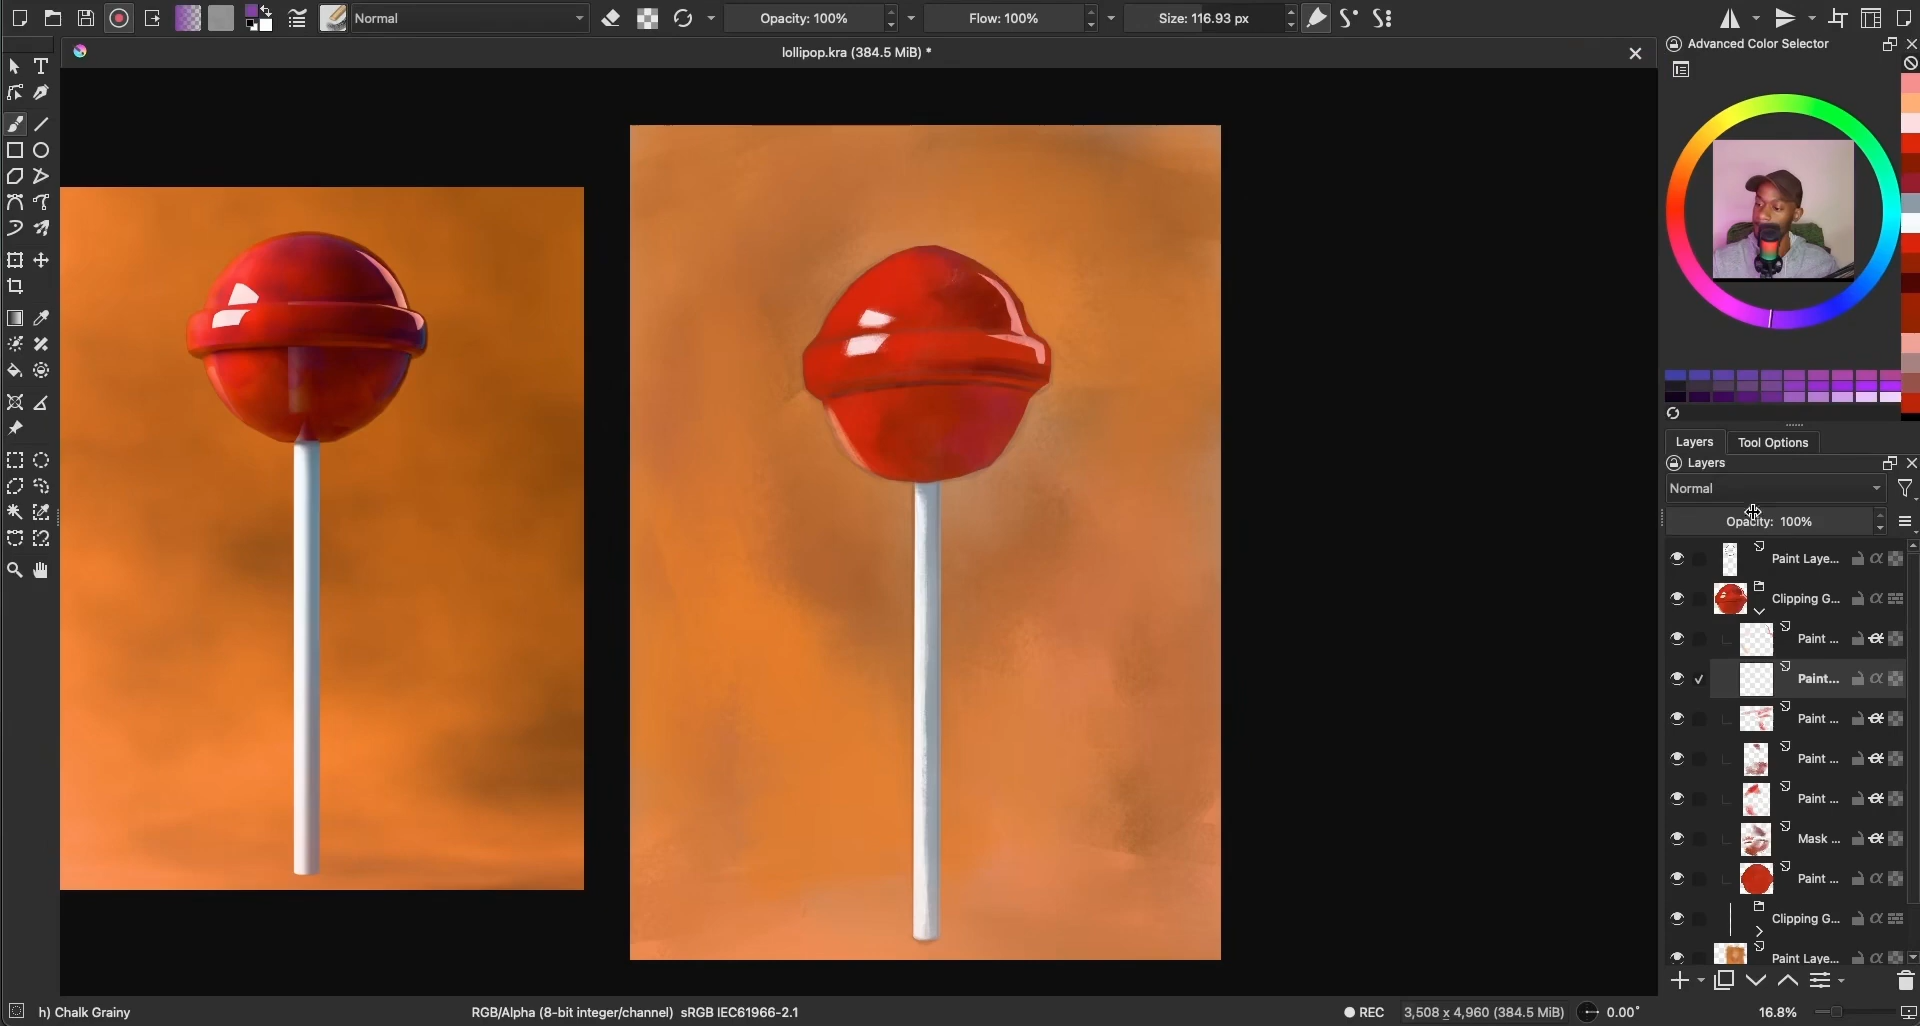 Normal
Opacity: 100%
Flow: 100%
Size: 116.93 px
lollipop.kra (384.5 MiB) *
Advanced Color Selector
Layers
Tool Options
Layers
Normal
Opacity: 100%
Paint Laye...
Clipping G...
Paint ...
Paint...
Paint ...
Paint ...
Paint ...
Mask ...
Paint ...
Clipping G...
Paint Laye...
h) Chalk Grainy
RGB/Alpha (8-bit integer/channel) sRGB IEC61966-2.1
REC
3,508 x 4,960 (384.5 MiB)
0.00°
16.8%